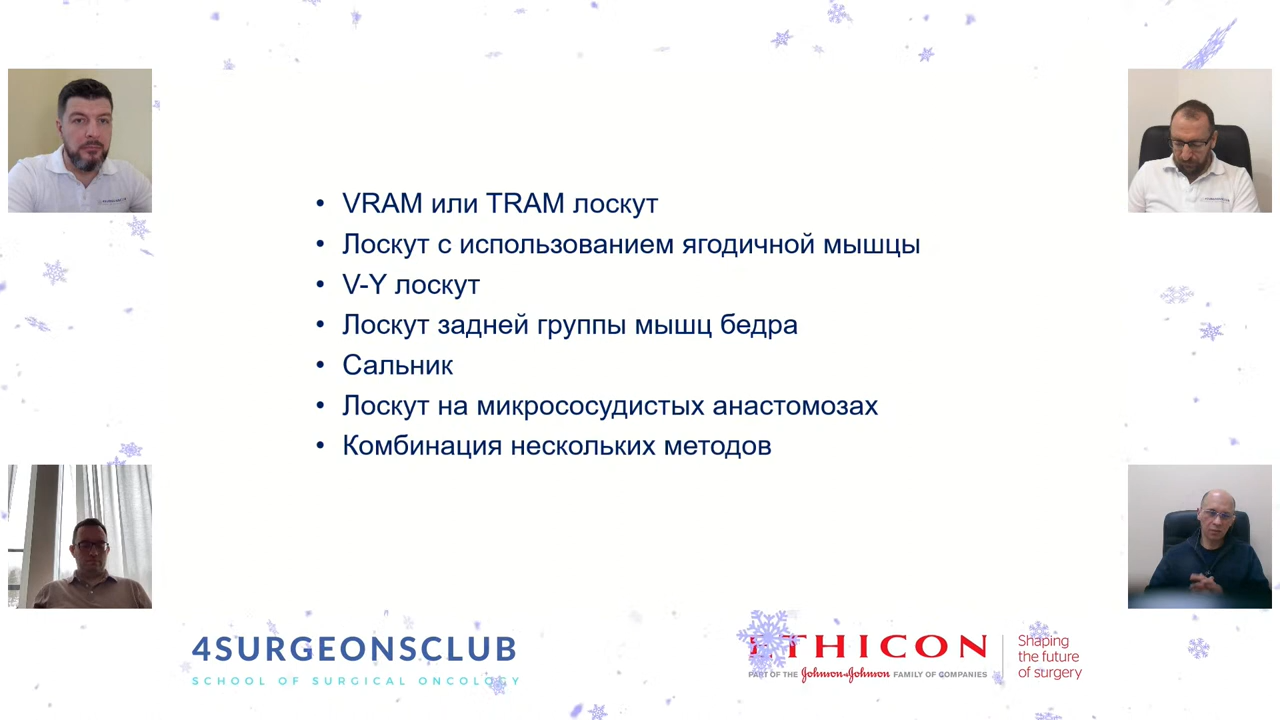 VRAM или TRAM лоскут
Лоскут с использованием ягодичной мышцы
V-Y лоскут
Лоскут задней группы мышц бедра
Сальник
Лоскут на микрососудистых анастомозах
Комбинация нескольких методов
4SURGEONSCLUB
SCHOOL OF SURGICAL ONCOLOGY
ETHICON
PART OF THE Johnson & Johnson FAMILY OF COMPANIES
Shaping
the future
of surgery